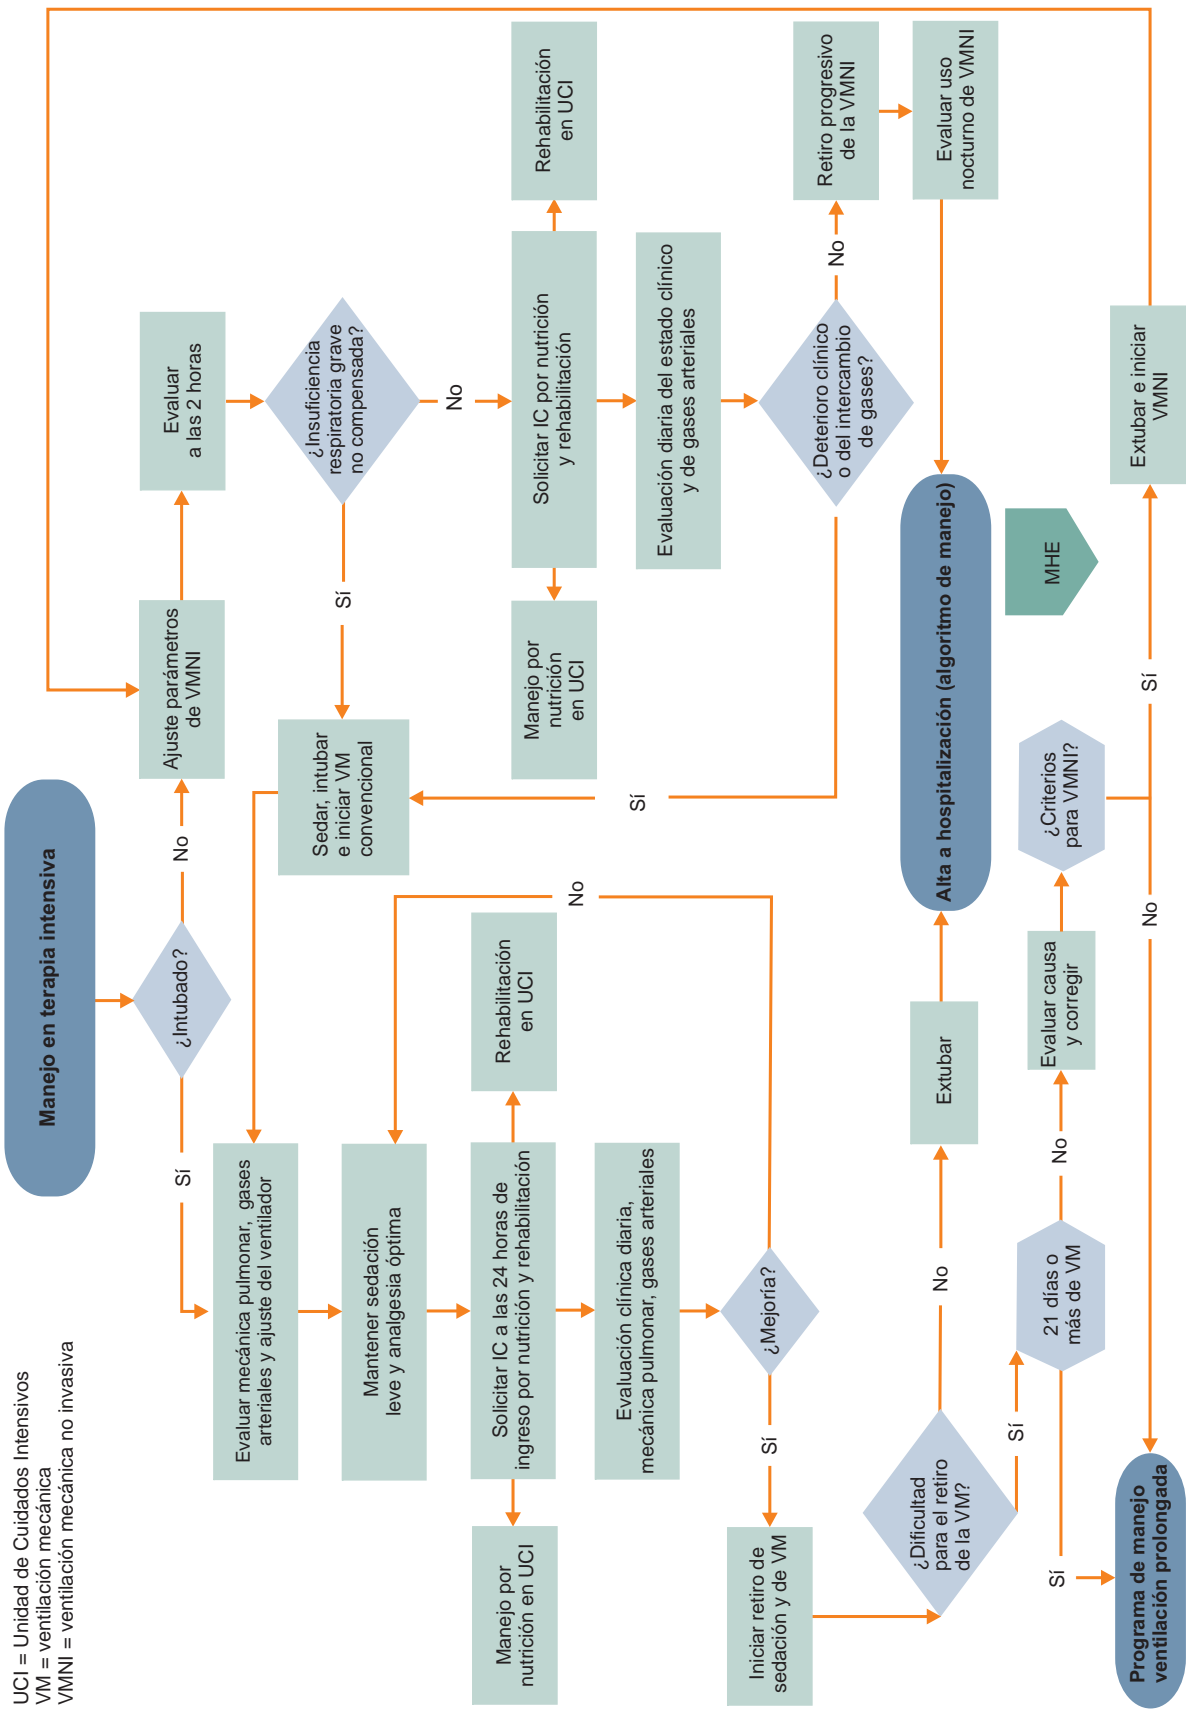 UCI = Unidad de Cuidados Intensivos
VM = ventilación mecánica
VMNI = ventilación mecánica no invasiva
Manejo en terapia intensiva
¿Intubado?
Sí
No
Ajuste parámetros
de VMNI
Evaluar
a las 2 horas
¿Insuficiencia
respiratoria grave
no compensada?
Sí
No
Sedar, intubar
e iniciar VM
convencional
Solicitar IC por nutrición
y rehabilitación
Manejo por
nutrición
en UCI
Rehabilitación
en UCI
Evaluación diaria del estado clínico
y de gases arteriales
¿Deterioro clínico
o del intercambio
de gases?
Sí
No
Retiro progresivo
de la VMNI
Evaluar uso
nocturno de VMNI
Evaluar mecánica pulmonar, gases
arteriales y ajuste del ventilador
Mantener sedación
leve y analgesia óptima
Solicitar IC a las 24 horas de
ingreso por nutrición y rehabilitación
Manejo por
nutrición en UCI
Rehabilitación
en UCI
Evaluación clínica diaria,
mecánica pulmonar, gases arteriales
¿Mejoría?
Sí
No
Iniciar retiro de
sedación y de VM
¿Dificultad
para el retiro
de la VM?
No
Sí
Extubar
Alta a hospitalización (algoritmo de manejo)
MHE
21 días o
más de VM
Sí
No
Evaluar causa
y corregir
¿Criterios
para VMNI?
No
Sí
Extubar e iniciar
VMNI
Programa de manejo
ventilación prolongada